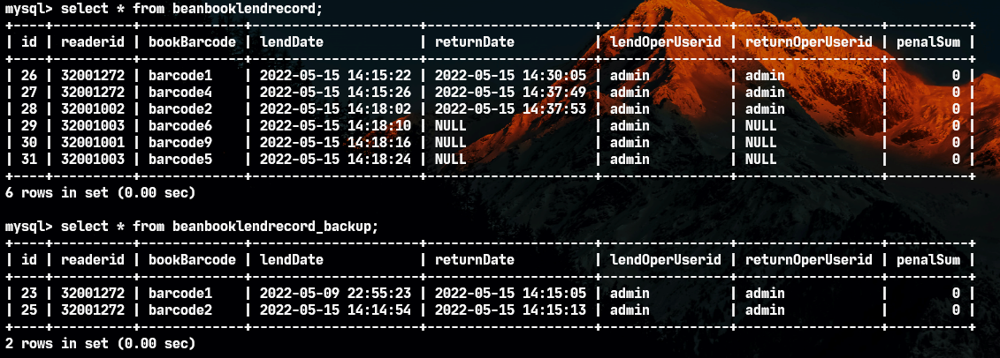 mysql> select * from beanbooklendrecord;
+----+----------+-------------+---------------------+---------------------+----------------+------------------+----------+
| id | readerid | bookBarcode | lendDate            | returnDate          | lendOperUserid | returnOperUserid | penalSum |
+----+----------+-------------+---------------------+---------------------+----------------+------------------+----------+
| 26 | 32001272 | barcode1    | 2022-05-15 14:15:22 | 2022-05-15 14:30:05 | admin          | admin            |        0 |
| 27 | 32001272 | barcode4    | 2022-05-15 14:15:26 | 2022-05-15 14:37:49 | admin          | admin            |        0 |
| 28 | 32001002 | barcode2    | 2022-05-15 14:18:02 | 2022-05-15 14:37:53 | admin          | admin            |        0 |
| 29 | 32001003 | barcode6    | 2022-05-15 14:18:10 | NULL                | admin          | NULL             |        0 |
| 30 | 32001001 | barcode9    | 2022-05-15 14:18:16 | NULL                | admin          | NULL             |        0 |
| 31 | 32001003 | barcode5    | 2022-05-15 14:18:24 | NULL                | admin          | NULL             |        0 |
+----+----------+-------------+---------------------+---------------------+----------------+------------------+----------+
6 rows in set (0.00 sec)
mysql> select * from beanbooklendrecord_backup;
+----+----------+-------------+---------------------+---------------------+----------------+------------------+----------+
| id | readerid | bookBarcode | lendDate            | returnDate          | lendOperUserid | returnOperUserid | penalSum |
+----+----------+-------------+---------------------+---------------------+----------------+------------------+----------+
| 23 | 32001272 | barcode1    | 2022-05-09 22:55:23 | 2022-05-15 14:15:05 | admin          | admin            |        0 |
| 25 | 32001272 | barcode2    | 2022-05-15 14:14:54 | 2022-05-15 14:15:13 | admin          | admin            |        0 |
+----+----------+-------------+---------------------+---------------------+----------------+------------------+----------+
2 rows in set (0.00 sec)